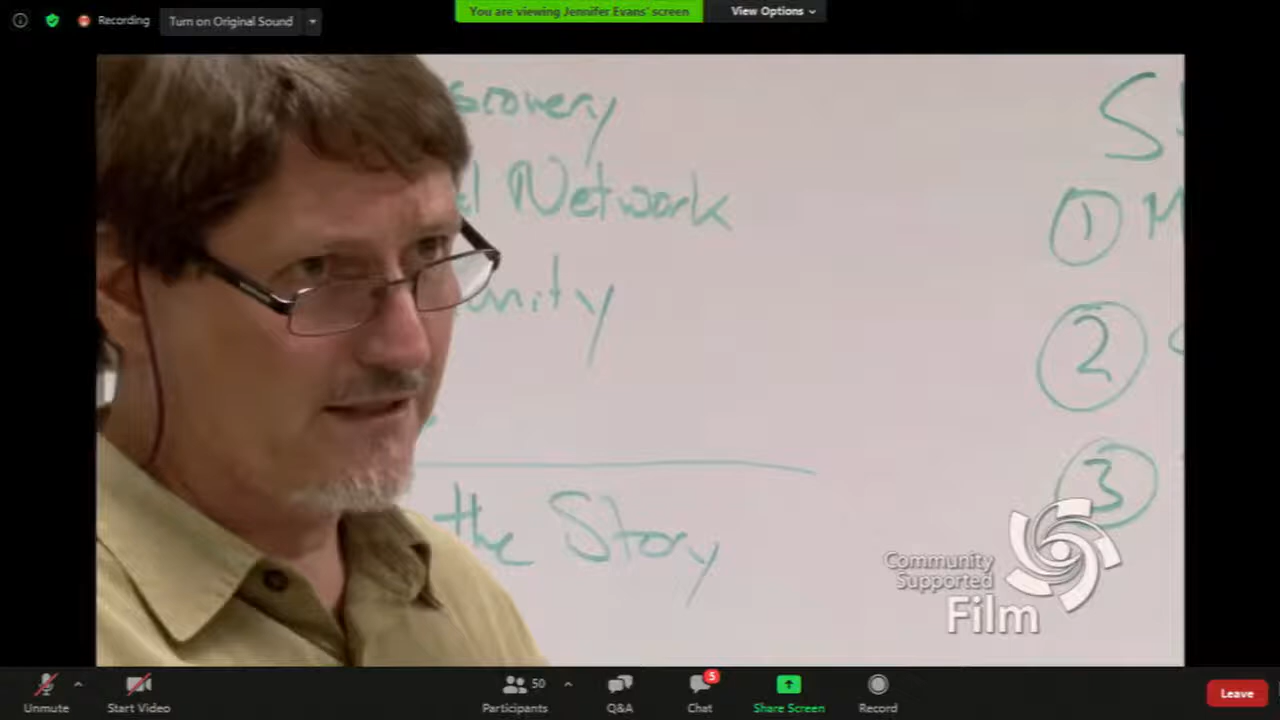 Recording
Turn on Original Sound
You are viewing Jennifer Evans' screen
View Options
scovery
Network
unity
the Story
S
1 M
2
3
Community
Supported
Film
Unmute
Start Video
50
Participants
Q&A
5
Chat
Share Screen
Record
Leave